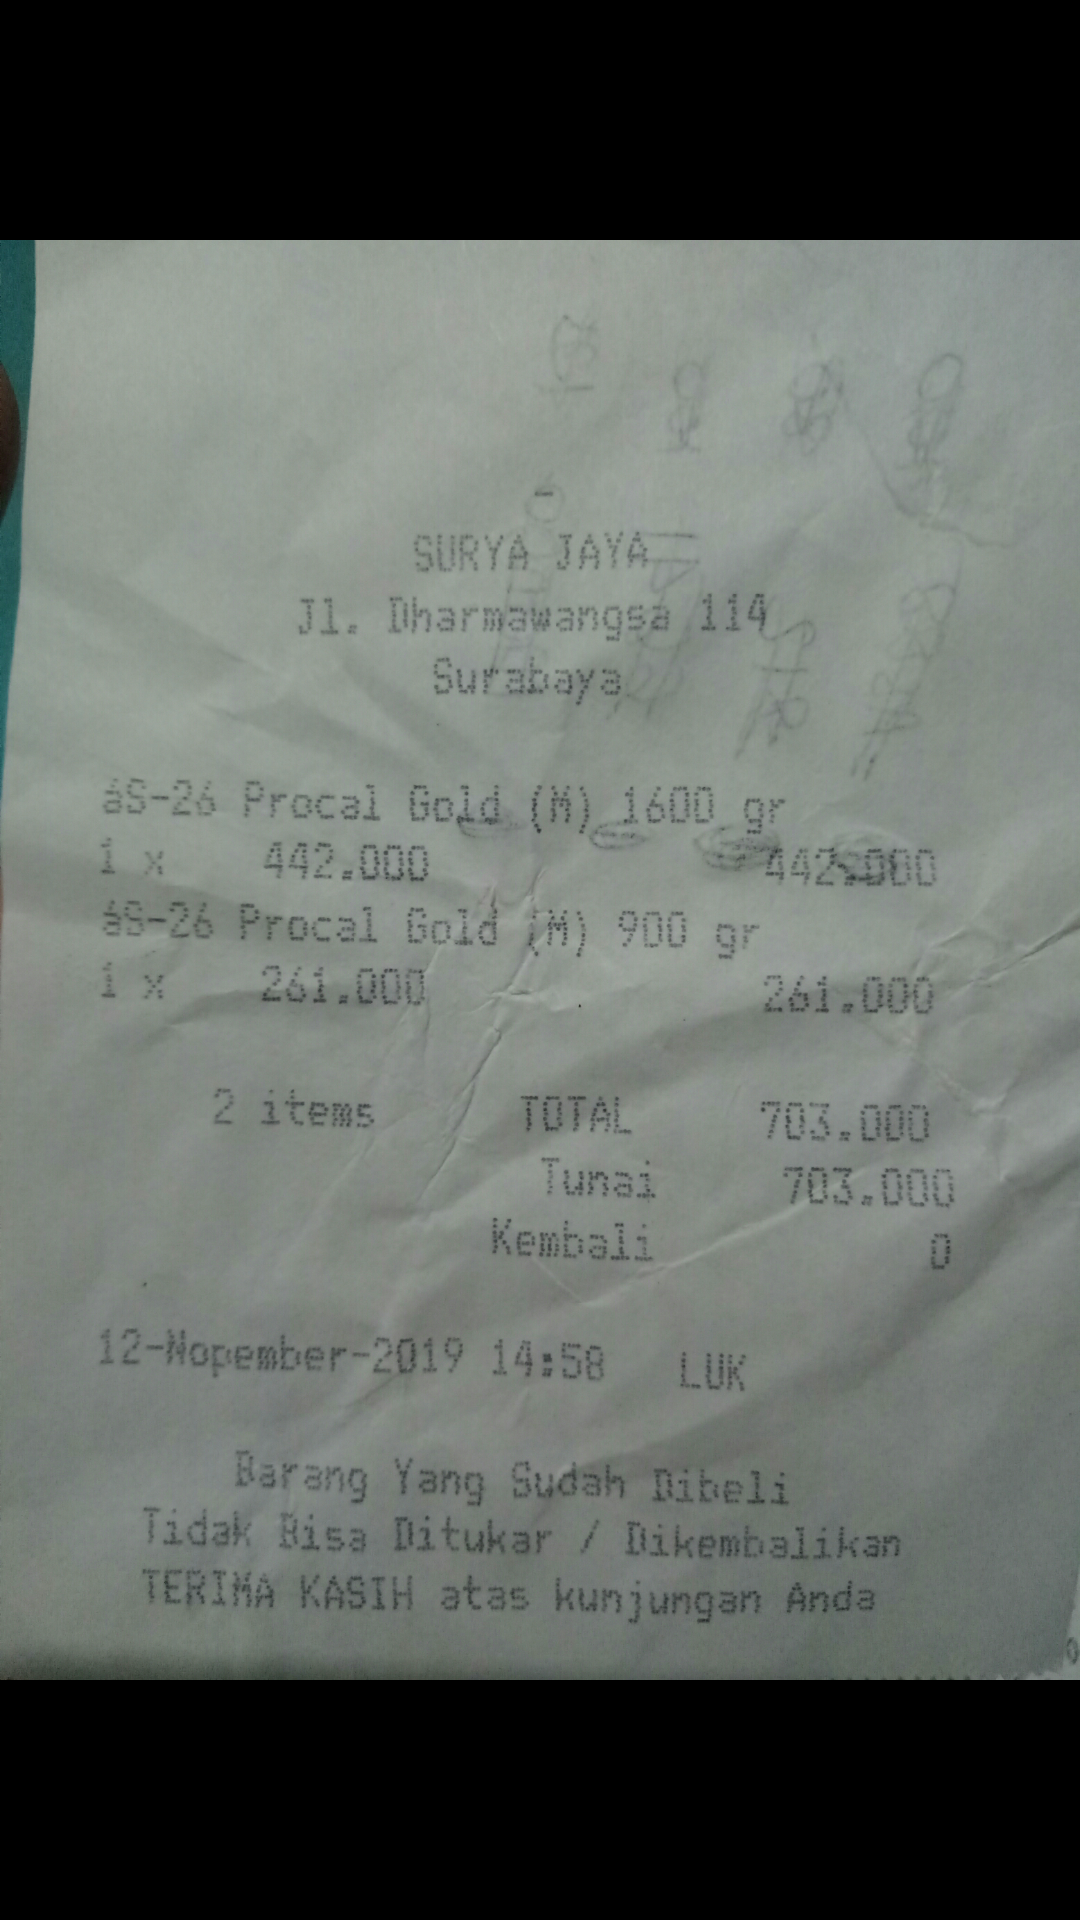 SURYA JAYA
Jl. Dharmawangsa 114
Surabaya
áS-26 Procal Gold (M) 1600 gr
1 x 442.000 442.000
áS-26 Procal Gold (M) 900 gr
1 x 261.000 261.000
2 items TOTAL 703.000
Tunai 703.000
Kembali 0
12-Nopember-2019 14:58 LUK
Barang Yang Sudah Dibeli
Tidak Bisa Ditukar / Dikembalikan
TERIMA KASIH atas kunjungan Anda